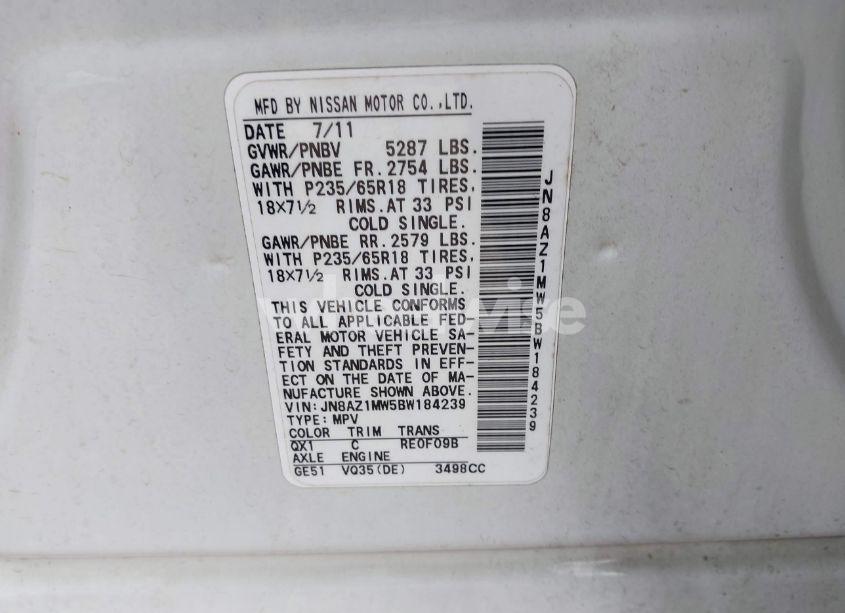 MFD BY NISSAN MOTOR CO.,LTD.
DATE 7/11
GVWR/PNBV 5287 LBS.
GAWR/PNBE FR. 2754 LBS.
WITH P235/65R18 TIRES,
18X7½ RIMS. AT 33 PSI
COLD SINGLE.
GAWR/PNBE RR. 2579 LBS.
WITH P235/65R18 TIRES,
18X7½ RIMS. AT 33 PSI
COLD SINGLE.
THIS VEHICLE CONFORMS
TO ALL APPLICABLE FED-
ERAL MOTOR VEHICLE SA-
FETY AND THEFT PREVEN-
TION STANDARDS IN EFF-
ECT ON THE DATE OF MA-
NUFACTURE SHOWN ABOVE.
VIN: JN8AZ1MW5BW184239
TYPE: MPV
COLOR TRIM TRANS
QX1 C RE0F09B
AXLE ENGINE
GE51 VQ35(DE) 3498CC
JN8AZ1MW5BW184239